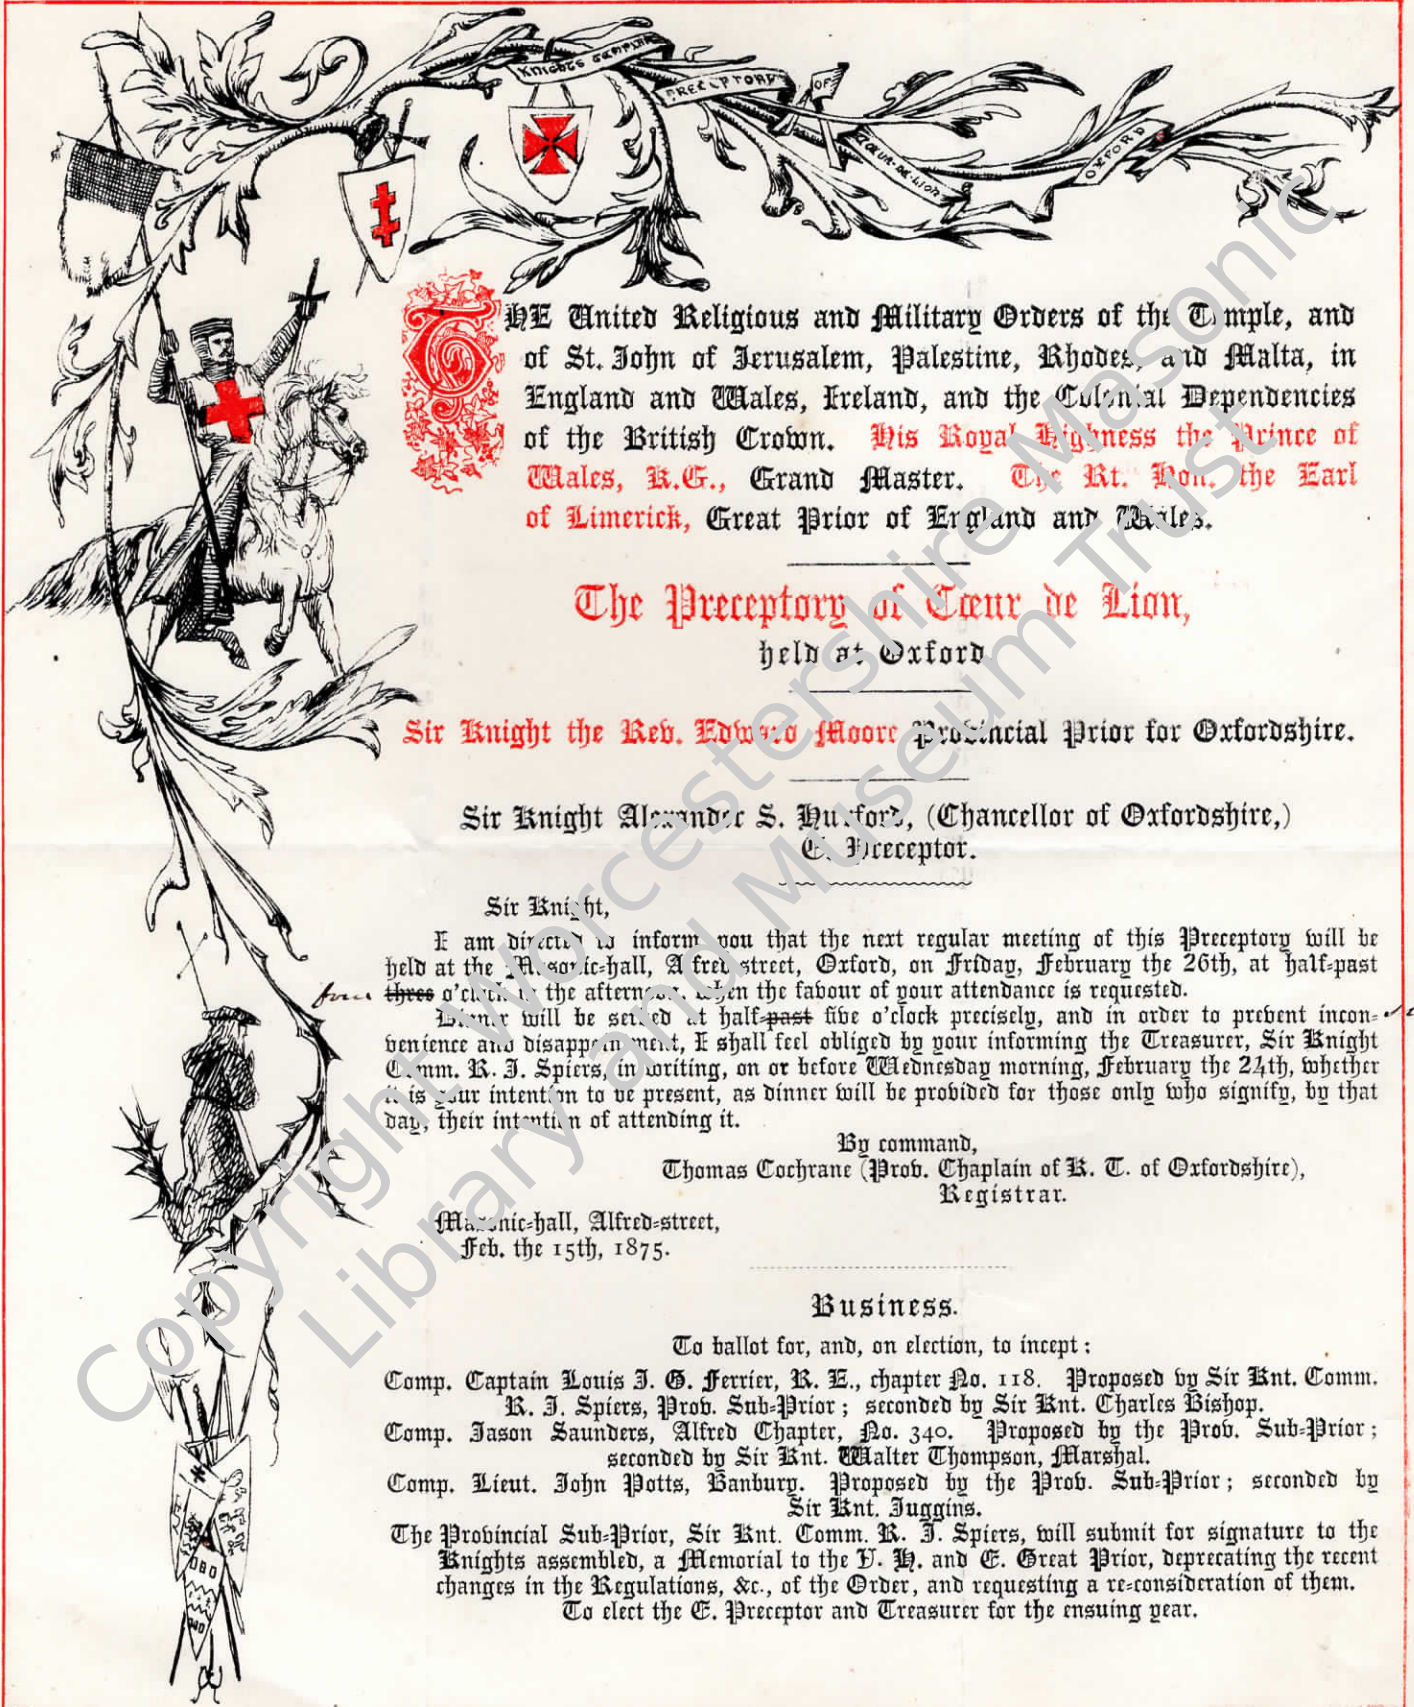 KNIGHTS TEMPLAR PRECEPTORY OF CŒUR-DE-LION OXFORD
THE United Religious and Military Orders of the Temple, and
of St. John of Jerusalem, Palestine, Rhodes, and Malta, in
England and Wales, Ireland, and the Colonial Dependencies
of the British Crown. His Royal Highness the Prince of
Wales, K.G., Grand Master. The Rt. Hon. the Earl
of Limerick, Great Prior of England and Wales.
The Preceptory of Cœur de Lion,
held at Oxford.
Sir Knight the Rev. Edward Moore Provincial Prior for Oxfordshire.
Sir Knight Alexander S. Hurford, (Chancellor of Oxfordshire,)
E. Preceptor.
Sir Knight,
I am directed to inform you that the next regular meeting of this Preceptory will be
held at the Masonic-hall, Alfred-street, Oxford, on Friday, February the 26th, at half-past
four three o'clock in the afternoon, when the favour of your attendance is requested.
Dinner will be served at half-past five o'clock precisely, and in order to prevent incon-
venience and disappointment, I shall feel obliged by your informing the Treasurer, Sir Knight
Comm. R. J. Spiers, in writing, on or before Wednesday morning, February the 24th, whether
it is your intention to be present, as dinner will be provided for those only who signify, by that
day, their intention of attending it.
By command,
Thomas Cochrane (Prov. Chaplain of K. T. of Oxfordshire),
Registrar.
Masonic-hall, Alfred-street,
Feb. the 15th, 1875.
Business.
To ballot for, and, on election, to incept :
Comp. Captain Louis J. G. Ferrier, R. E., chapter No. 118. Proposed by Sir Knt. Comm.
R. J. Spiers, Prov. Sub-Prior ; seconded by Sir Knt. Charles Bishop.
Comp. Jason Saunders, Alfred Chapter, No. 340. Proposed by the Prov. Sub-Prior ;
seconded by Sir Knt. Walter Thompson, Marshal.
Comp. Lieut. John Potts, Banbury. Proposed by the Prov. Sub-Prior ; seconded by
Sir Knt. Juggins.
The Provincial Sub-Prior, Sir Knt. Comm. R. J. Spiers, will submit for signature to the
Knights assembled, a Memorial to the V. H. and E. Great Prior, deprecating the recent
changes in the Regulations, &c., of the Order, and requesting a re-consideration of them.
To elect the E. Preceptor and Treasurer for the ensuing year.
Copyright Worcestershire Masonic
Library and Museum Trust